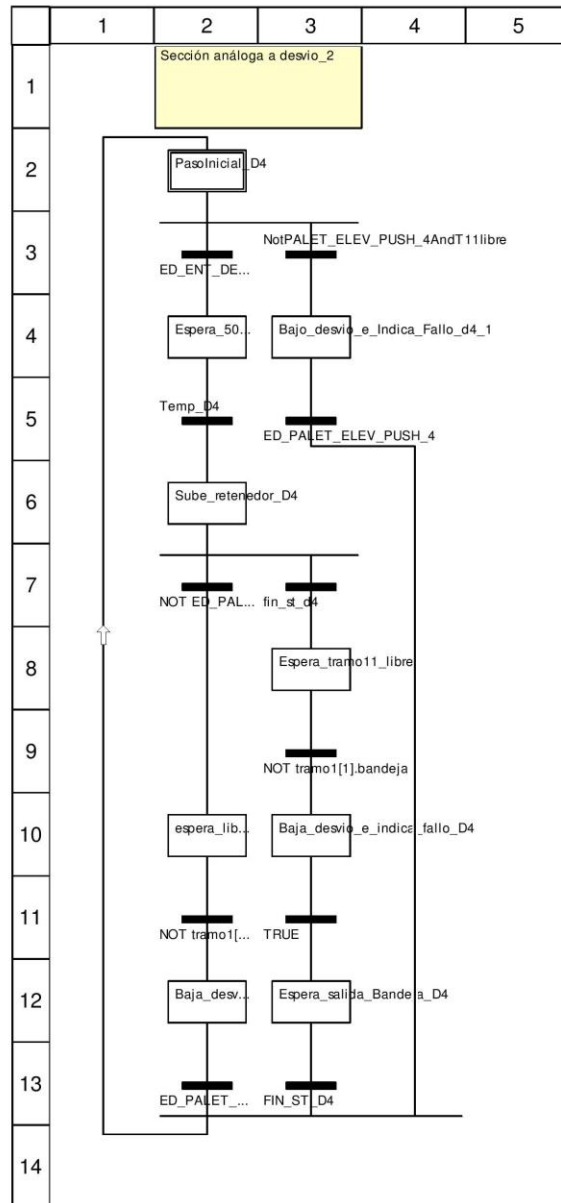 1 2 3 4 5
1
Sección análoga a desvio_2
2
PasoInicial_D4
3
NotPALET_ELEV_PUSH_4AndT11libre
ED_ENT_DE...
4
Espera_50...
Bajo_desvio_e_Indica_Fallo_d4_1
5
Temp_D4
ED_PALET_ELEV_PUSH_4
6
Sube_retenedor_D4
7
NOT ED_PAL...
fin_st_d4
8
Espera_tramo11_libre
9
NOT tramo1[1].bandeja
10
espera_lib...
Baja_desvio_e_indica_fallo_D4
11
NOT tramo1[...
TRUE
12
Baja_desv...
Espera_salida_Bandeja_D4
13
ED_PALET_...
FIN_ST_D4
14